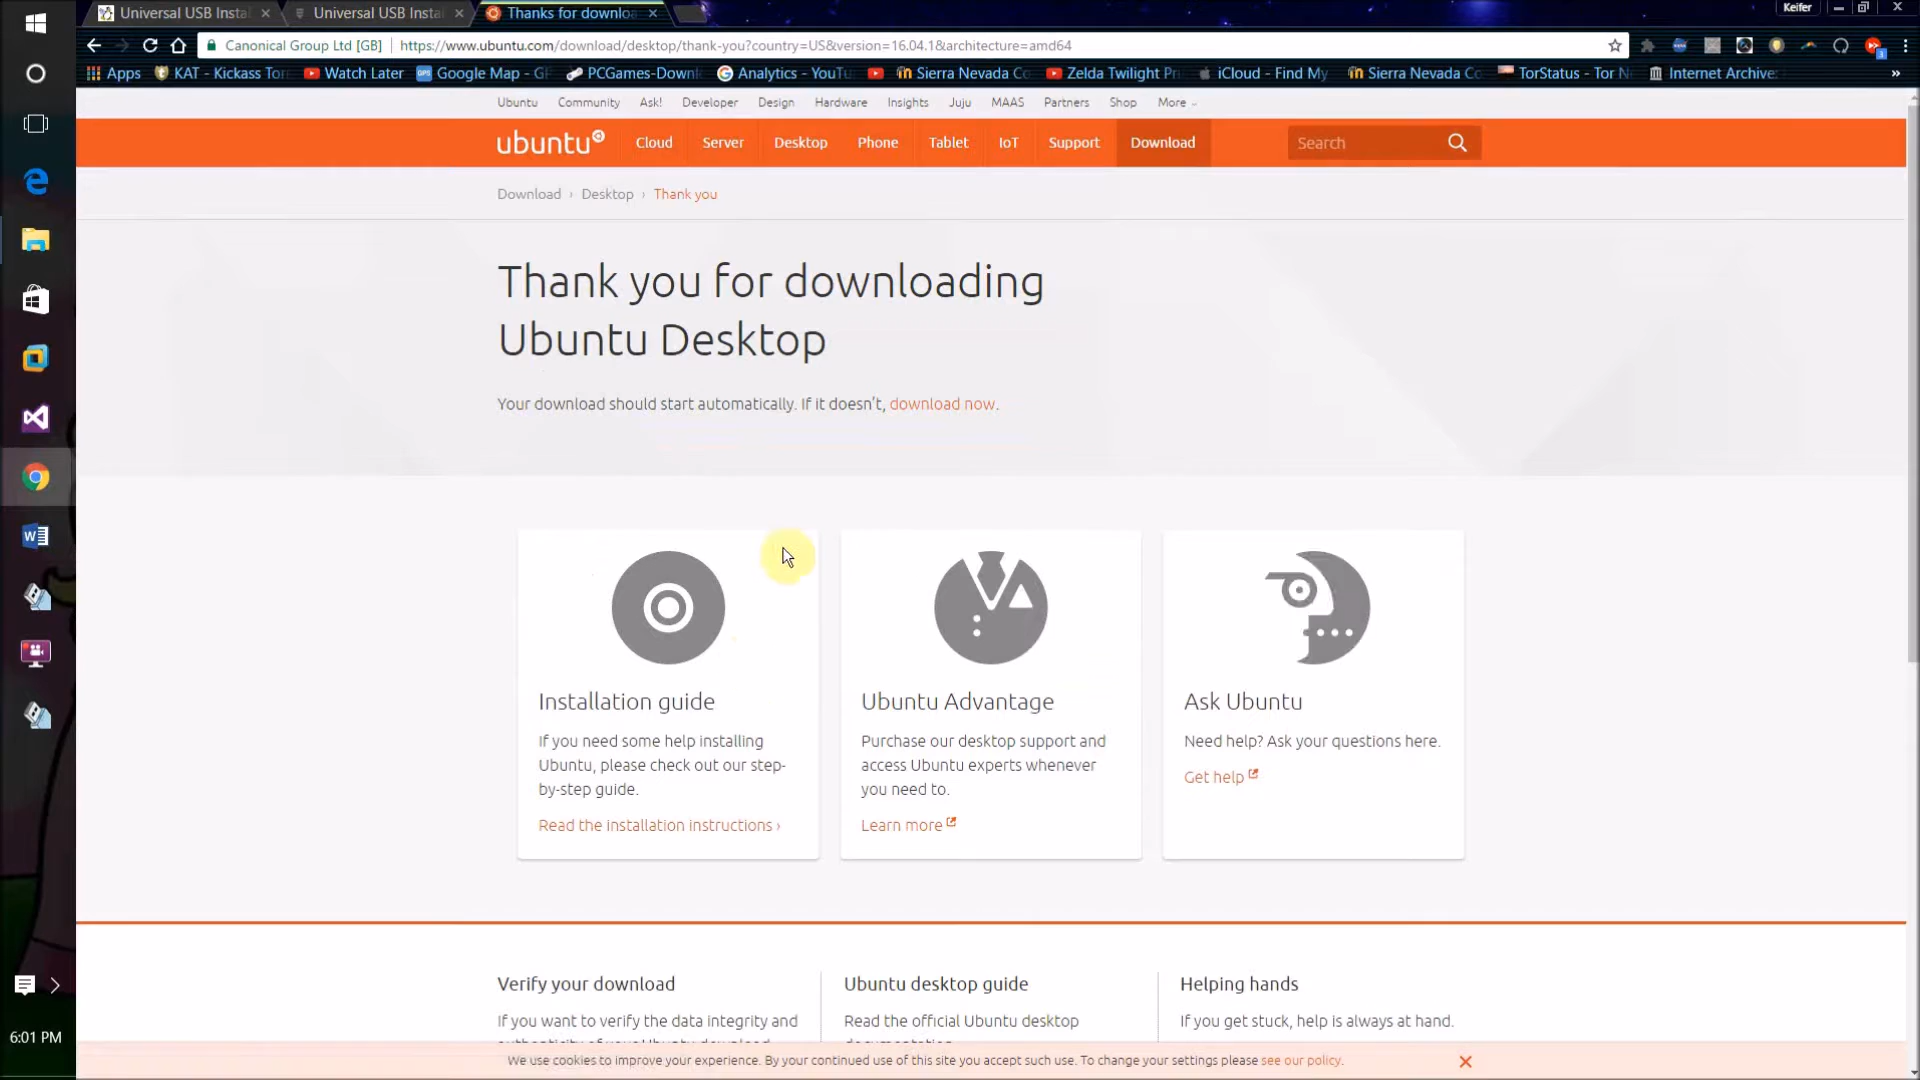 Universal USB Instal
Universal USB Instal
Thanks for downloa
Keifer
Canonical Group Ltd [GB]
https://www.ubuntu.com/download/desktop/thank-you?country=US&version=16.04.1&architecture=amd64
Apps
KAT - Kickass Torr
Watch Later
Google Map - GP
PCGames-Downl
Analytics - YouTu
Sierra Nevada Co
Zelda Twilight Pr
iCloud - Find My
Sierra Nevada Co
TorStatus - Tor N
Internet Archive:
»
Ubuntu Community Ask! Developer Design Hardware Insights Juju MAAS Partners Shop More
ubuntu Cloud Server Desktop Phone Tablet IoT Support Download Search
Download › Desktop › Thank you
Thank you for downloading
Ubuntu Desktop
Your download should start automatically. If it doesn't, download now.
Installation guide
If you need some help installing
Ubuntu, please check out our step-
by-step guide.
Read the installation instructions ›
Ubuntu Advantage
Purchase our desktop support and
access Ubuntu experts whenever
you need to.
Learn more
Ask Ubuntu
Need help? Ask your questions here.
Get help
Verify your download
If you want to verify the data integrity and
Ubuntu desktop guide
Read the official Ubuntu desktop
Helping hands
If you get stuck, help is always at hand.
We use cookies to improve your experience. By your continued use of this site you accept such use. To change your settings please see our policy.
6:01 PM